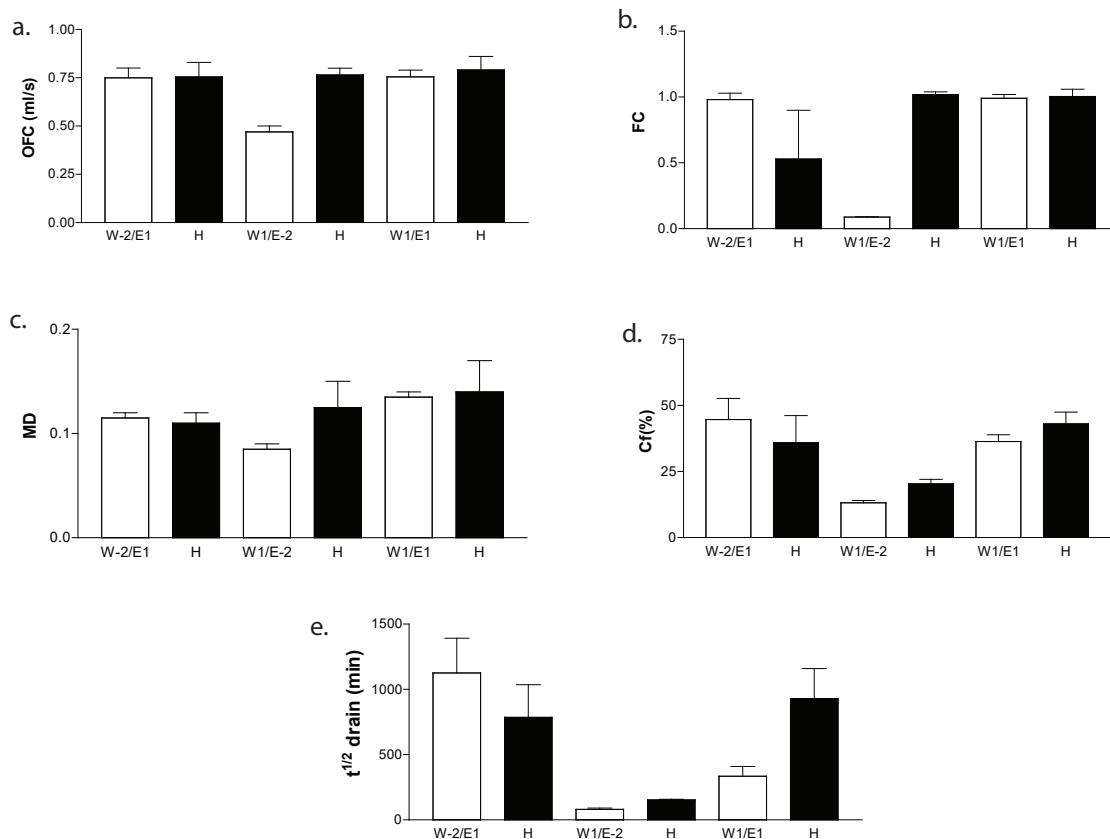 a.
OFC (ml/s)
1.00
0.75
0.50
0.25
0.00
W-2/E1 H W1/E-2 H W1/E1 H
b.
FC
1.5
1.0
0.5
0.0
W-2/E1 H W1/E-2 H W1/E1 H
c.
MD
0.2
0.1
0.0
W-2/E1 H W1/E-2 H W1/E1 H
d.
Cf(%)
75
50
25
0
W-2/E1 H W1/E-2 H W1/E1 H
e.
t1/2 drain (min)
1500
1000
500
0
W-2/E1 H W1/E-2 H W1/E1 H